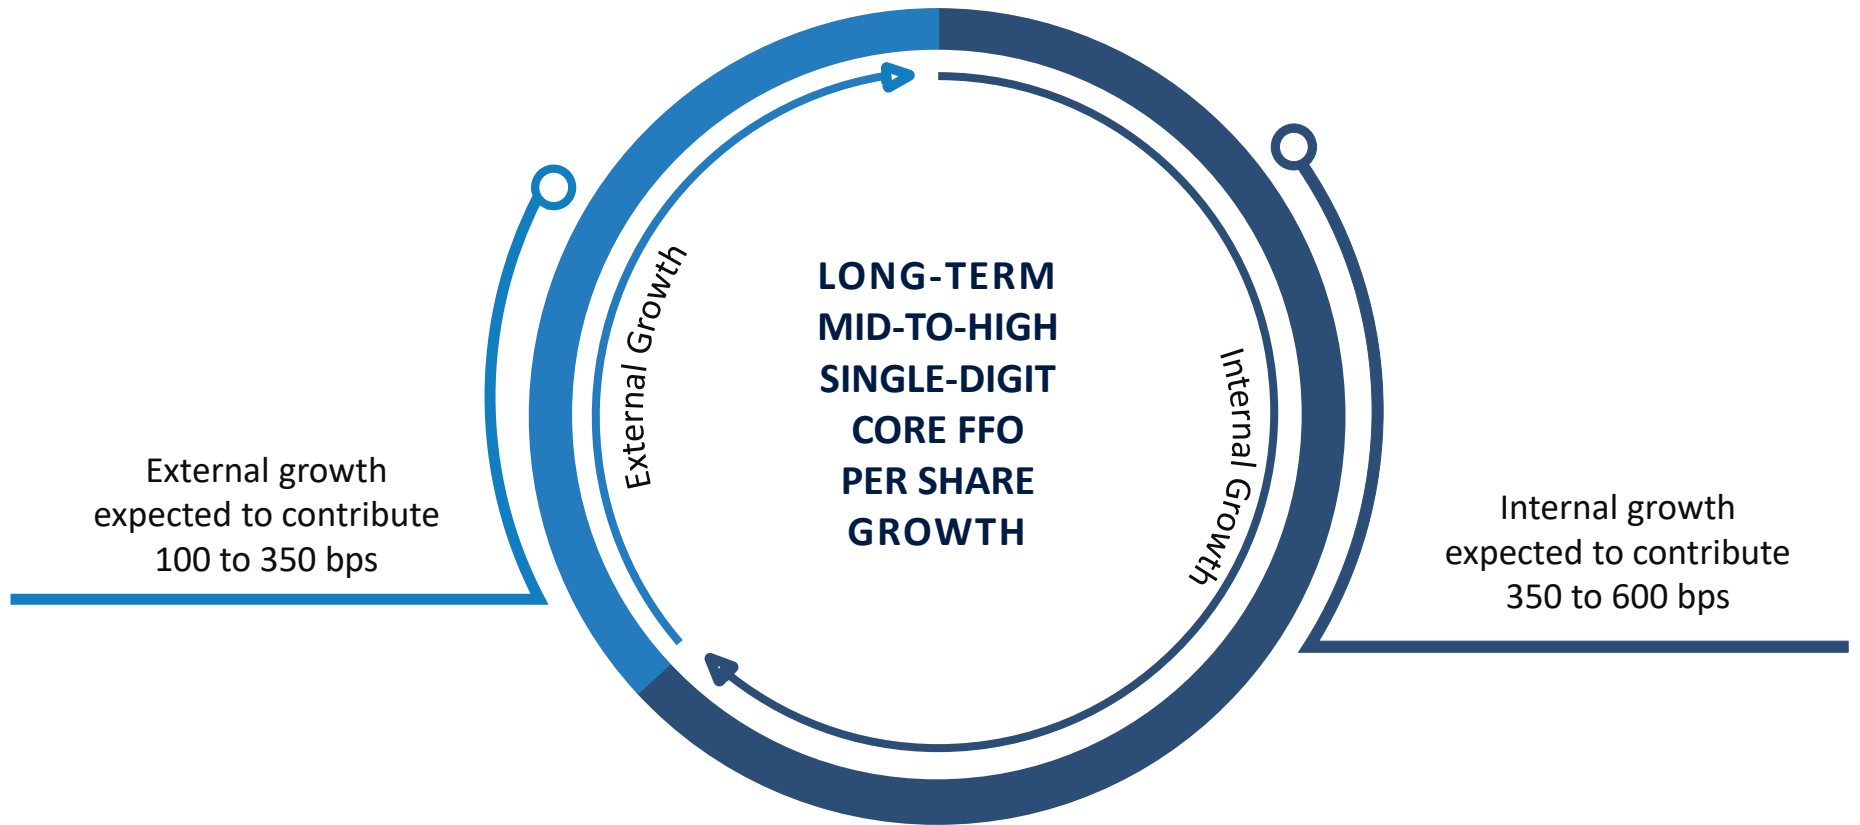 External Growth
LONG-TERM
MID-TO-HIGH
SINGLE-DIGIT
CORE FFO
PER SHARE
GROWTH
Internal Growth
External growth
expected to contribute
100 to 350 bps
Internal growth
expected to contribute
350 to 600 bps